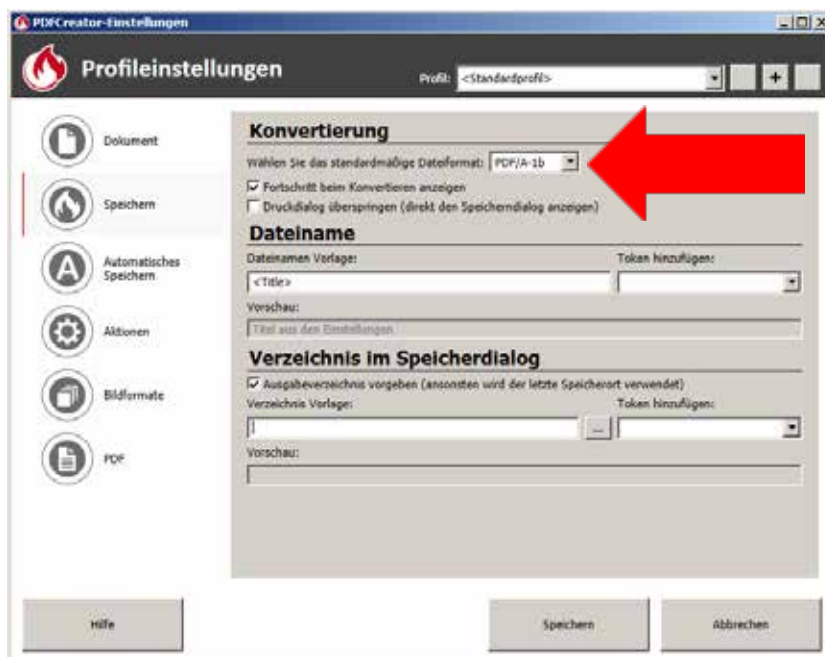 PDFCreator-Einstellungen
Profileinstellungen
Profil: <Standardprofil>
+
Dokument
Speichern
Automatisches
Speichern
Aktionen
Bildformate
PDF
Konvertierung
Wählen Sie das standardmäßige Dateiformat: PDF/A-1b
Fortschritt beim Konvertieren anzeigen
Druckdialog überspringen (direkt den Speicherndialog anzeigen)
Dateiname
Dateinamen Vorlage: Token hinzufügen:
<Title>
Vorschau:
Titel aus den Einstellungen
Verzeichnis im Speicherdialog
Ausgabeverzeichnis vorgeben (ansonsten wird der letzte Speicherort verwendet)
Verzeichnis Vorlage: Token hinzufügen:
...
Vorschau:
Hilfe Speichern Abbrechen